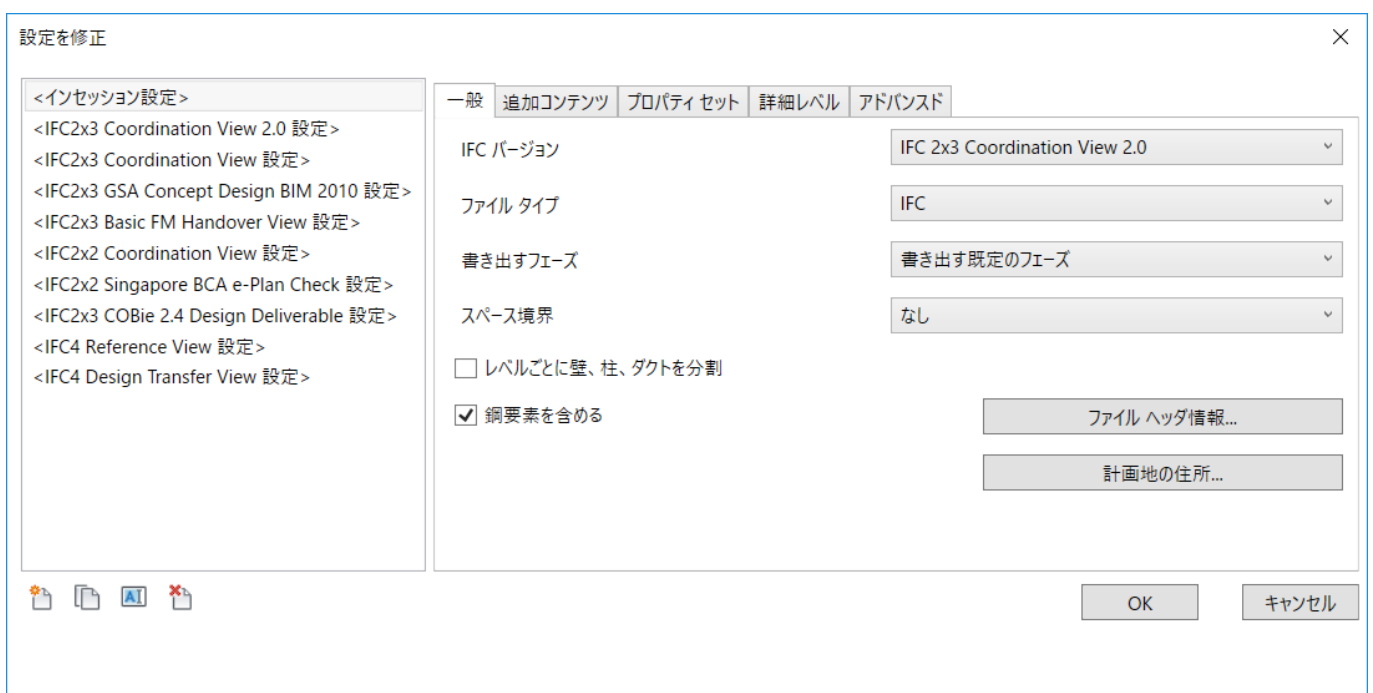 設定を修正
<インセッション設定>
<IFC2x3 Coordination View 2.0 設定>
<IFC2x3 Coordination View 設定>
<IFC2x3 GSA Concept Design BIM 2010 設定>
<IFC2x3 Basic FM Handover View 設定>
<IFC2x2 Coordination View 設定>
<IFC2x2 Singapore BCA e-Plan Check 設定>
<IFC2x3 COBie 2.4 Design Deliverable 設定>
<IFC4 Reference View 設定>
<IFC4 Design Transfer View 設定>
一般 追加コンテンツ プロパティ セット 詳細レベル アドバンスド
IFC バージョン IFC 2x3 Coordination View 2.0
ファイル タイプ IFC
書き出すフェーズ 書き出す既定のフェーズ
スペース境界 なし
レベルごとに壁、柱、ダクトを分割
鋼要素を含める
ファイル ヘッダ情報...
計画地の住所...
OK キャンセル